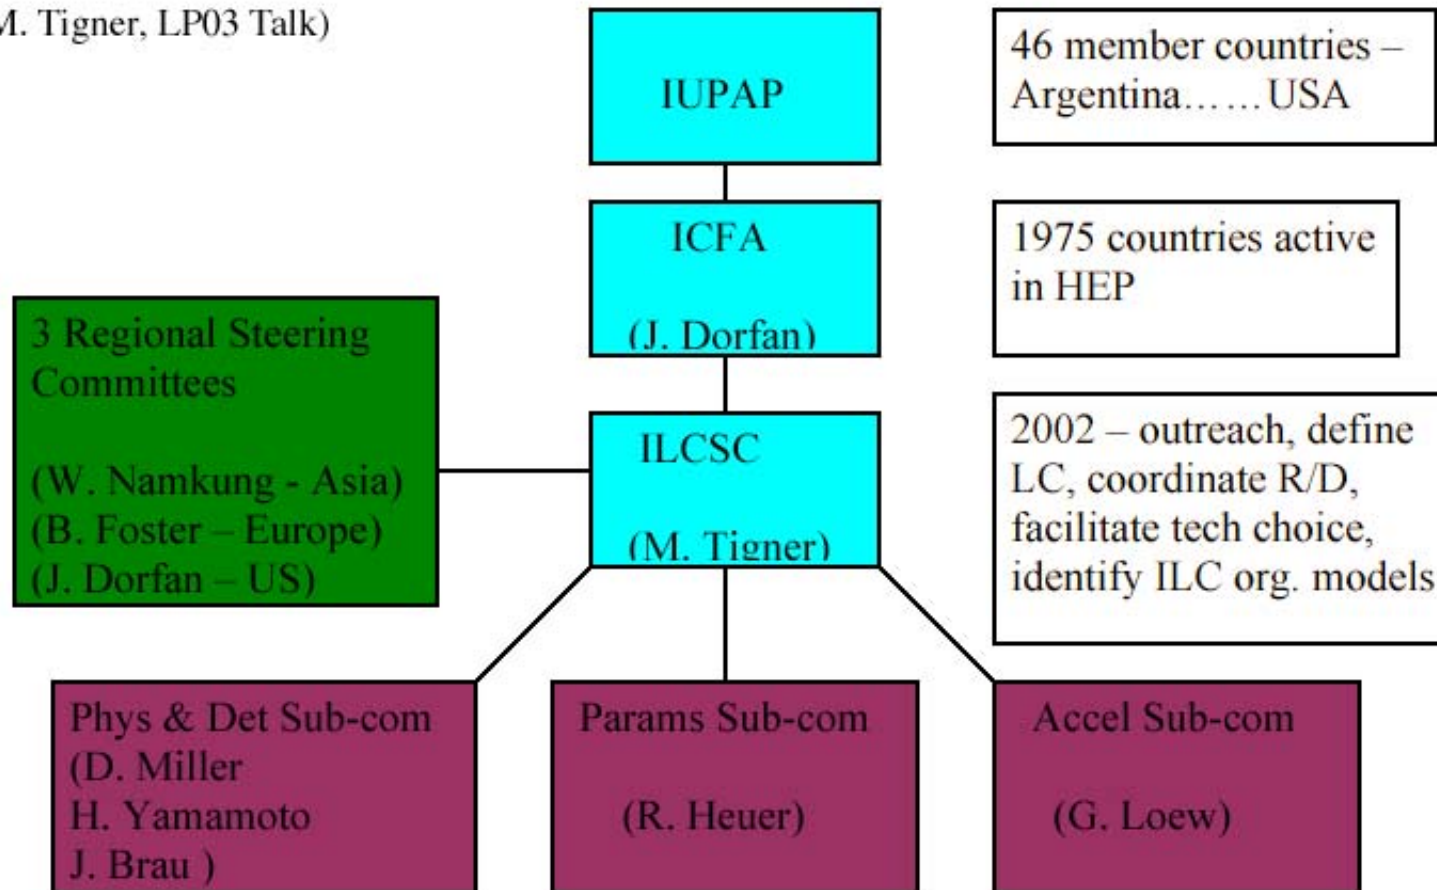 M. Tigner, LP03 Talk)
IUPAP
46 member countries –
Argentina……USA
ICFA
(J. Dorfan)
1975 countries active
in HEP
3 Regional Steering
Committees
(W. Namkung - Asia)
(B. Foster – Europe)
(J. Dorfan – US)
ILCSC
(M. Tigner)
2002 – outreach, define
LC, coordinate R/D,
facilitate tech choice,
identify ILC org. models
Phys & Det Sub-com
(D. Miller
H. Yamamoto
J. Brau )
Params Sub-com
(R. Heuer)
Accel Sub-com
(G. Loew)